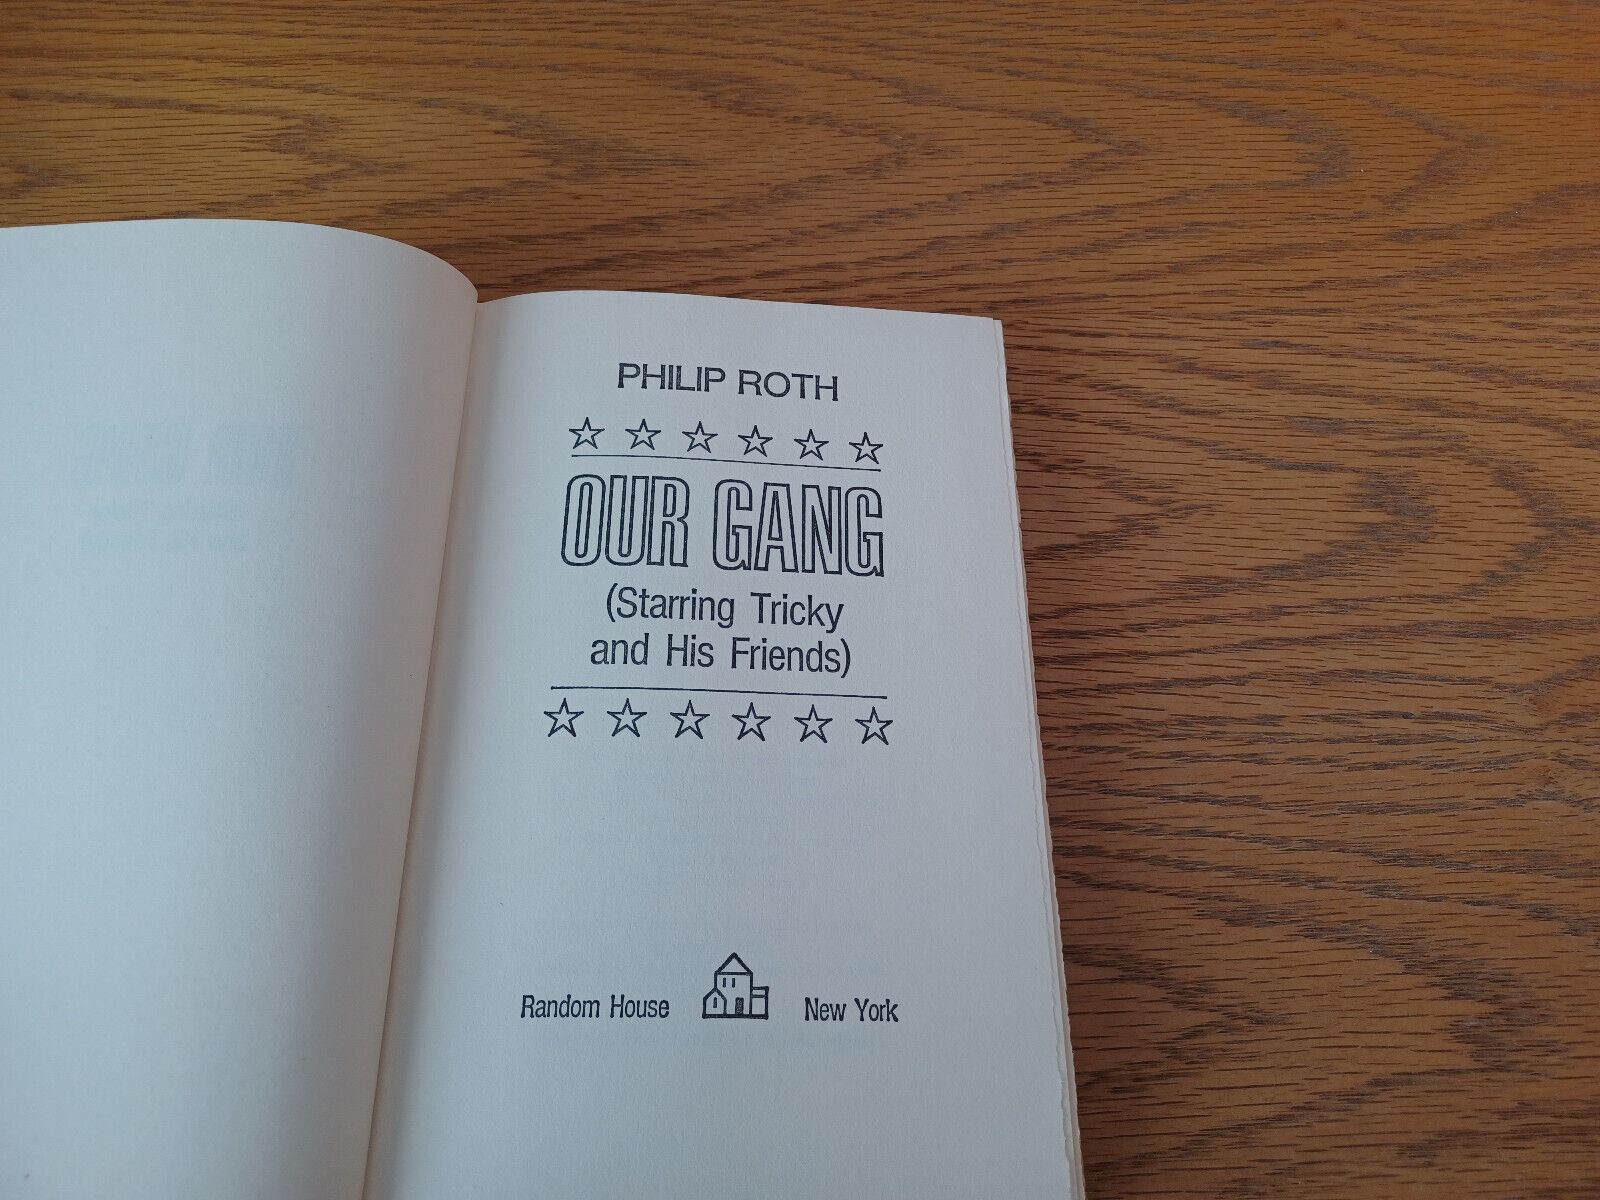 PHILIP ROTH
OUR GANG
(Starring Tricky
and His Friends)
Random House New York